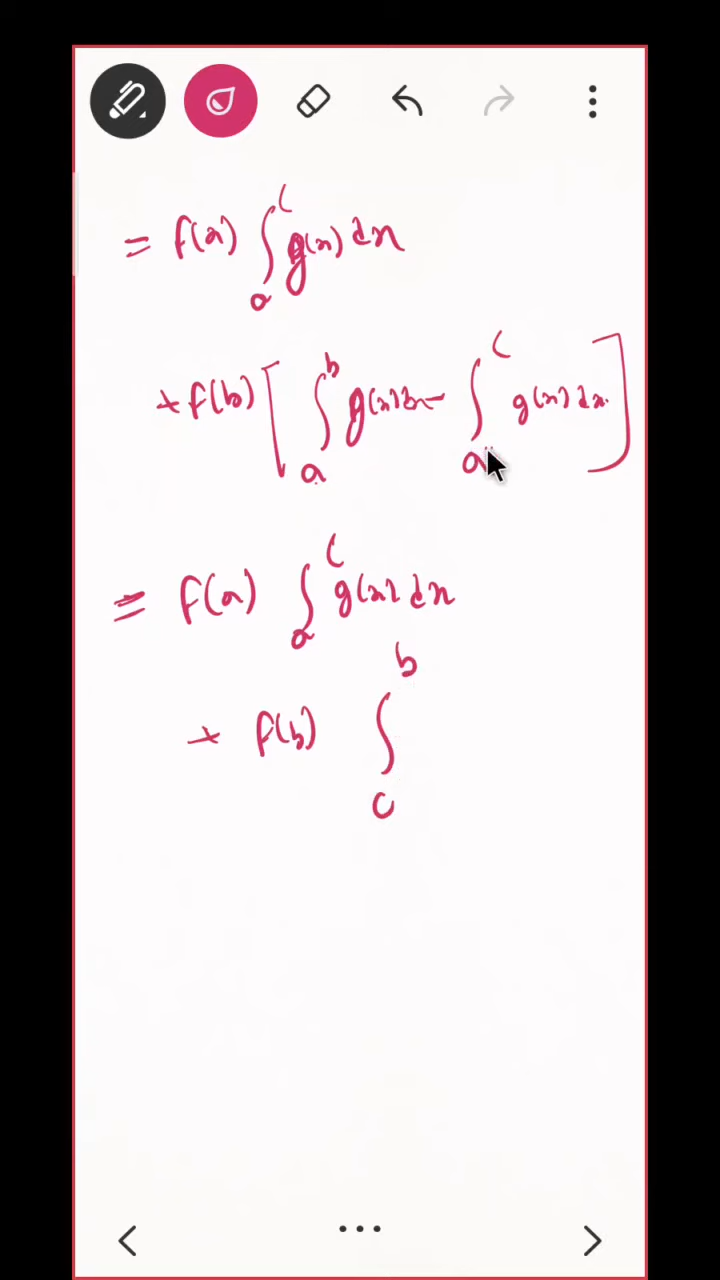 = f(a) ∫_a^c g(x) dx
+ f(b) [ ∫_a^b g(x) dx - ∫_a^c g(x) dx ]
= f(a) ∫_a^c g(x) dx
+ f(b) ∫_c^b